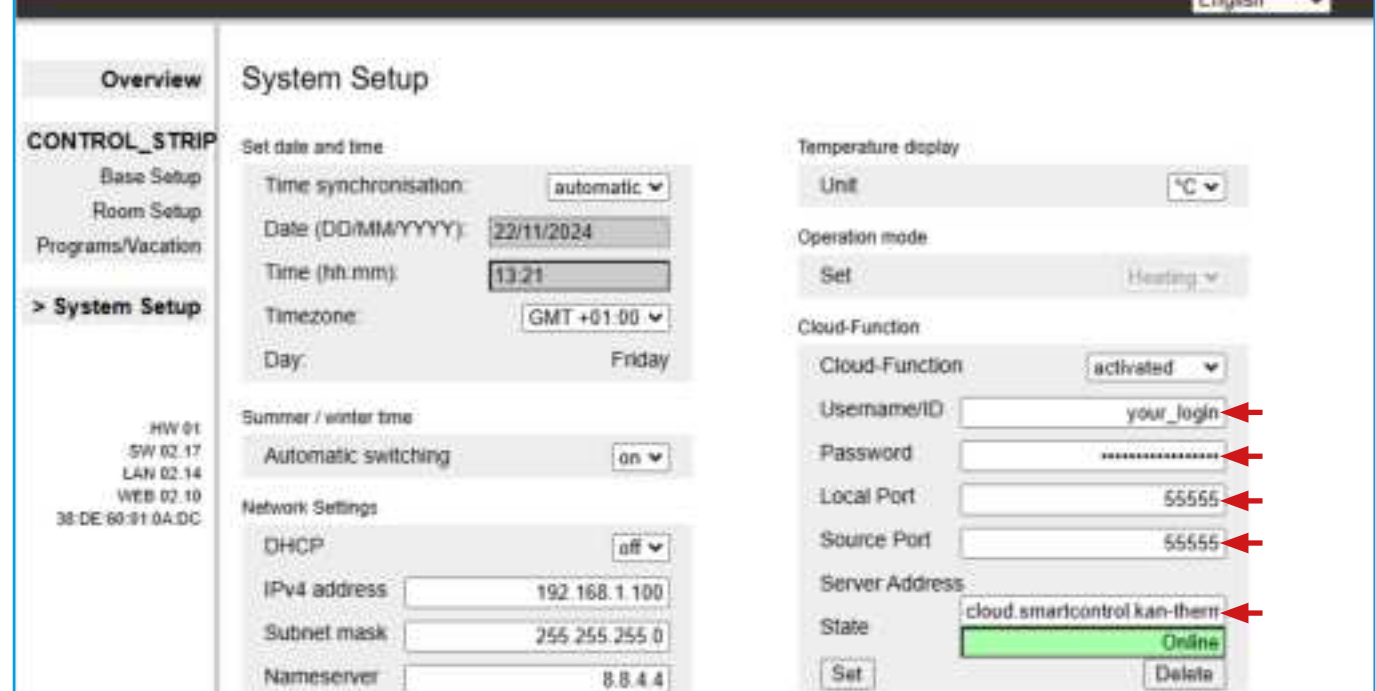 English
Overview
CONTROL_STRIP
Base Setup
Room Setup
Programs/Vacation
> System Setup
HW 01
SW 02.17
LAN 02.14
WEB 02.10
38:DE:60:91:0A:DC
System Setup
Set date and time
Time synchronisation: automatic
Date (DD/MM/YYYY): 22/11/2024
Time (hh:mm): 13:21
Timezone: GMT +01:00
Day: Friday
Summer / winter time
Automatic switching on
Network Settings
DHCP off
IPv4 address 192.168.1.100
Subnet mask 255.255.255.0
Nameserver 8.8.4.4
Temperature display
Unit °C
Operation mode
Set Heating
Cloud-Function
Cloud-Function activated
Username/ID your_login
Password ••••••••••••••••••
Local Port 55555
Source Port 55555
Server Address
cloud.smartcontrol.kan-therm
State Online
Set Delete